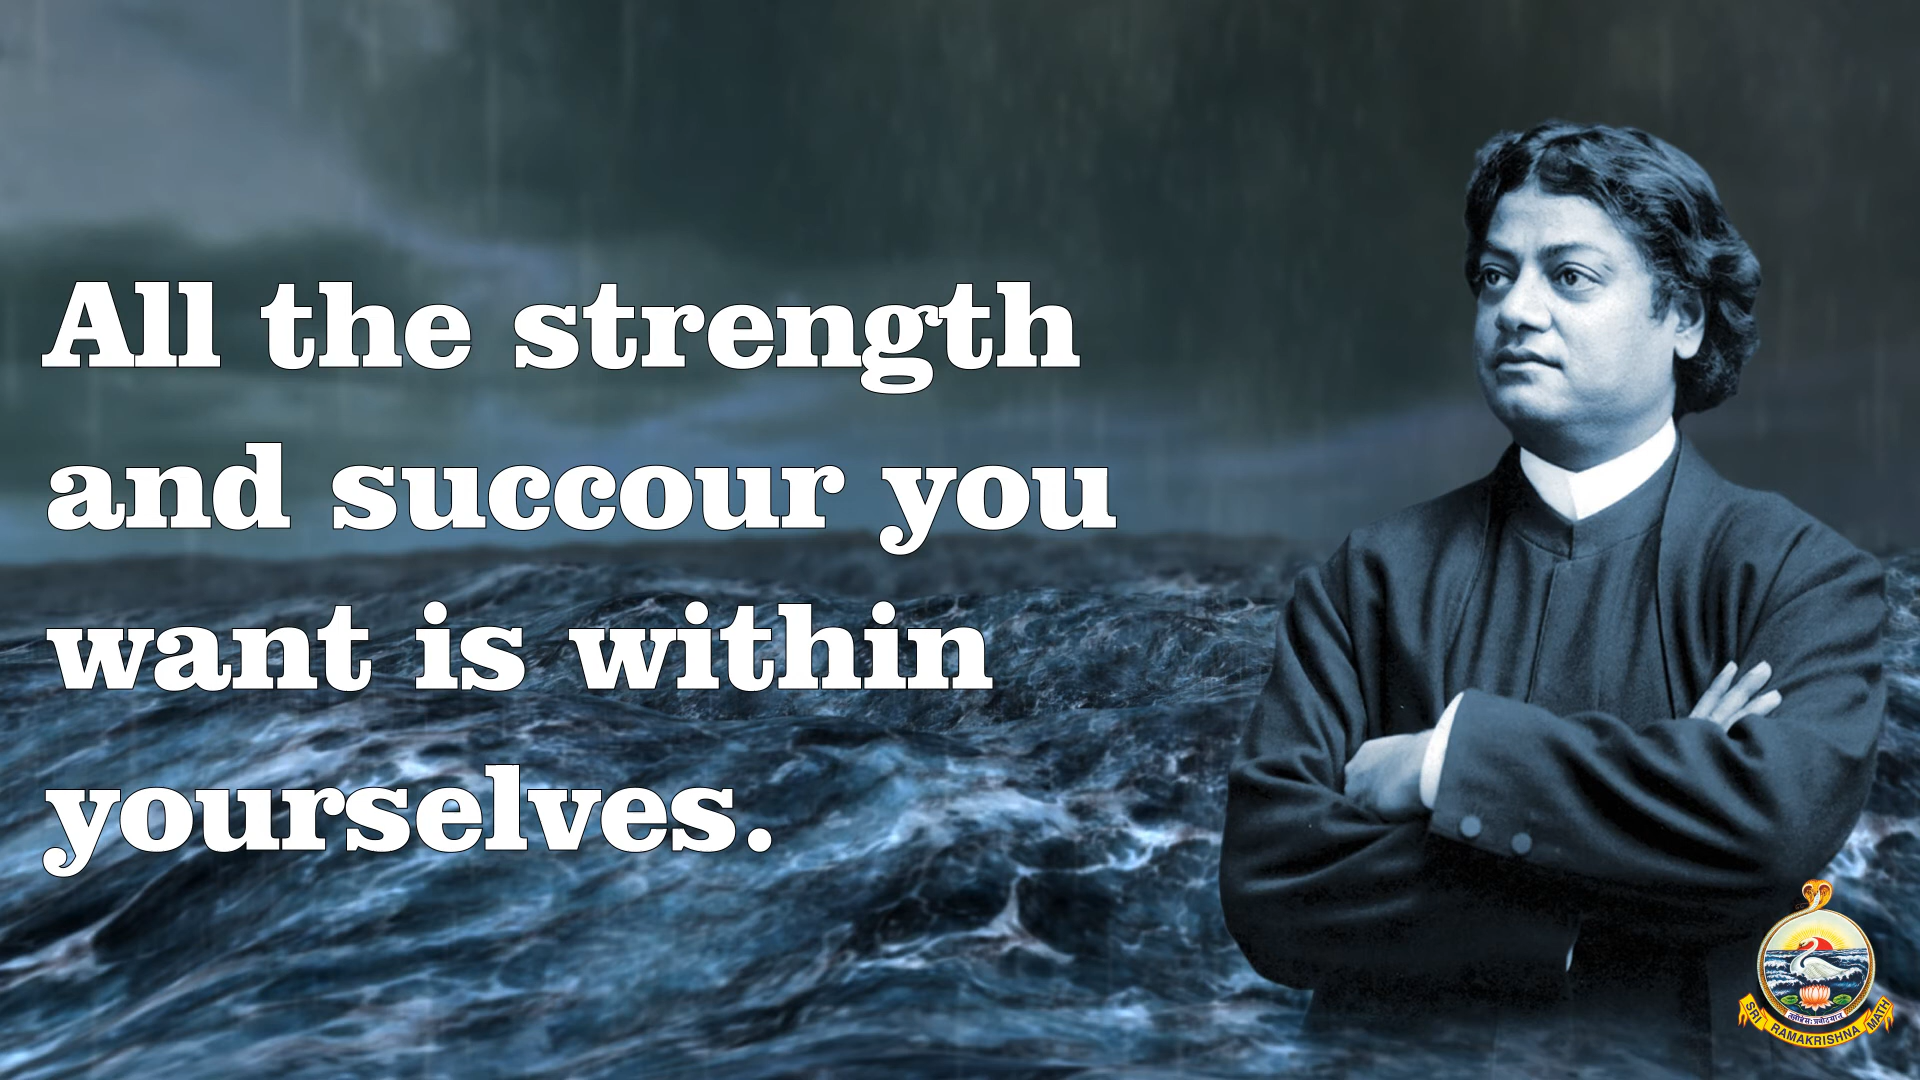 All the strength
and succour you
want is within
yourselves.
SRI RAMAKRISHNA MATH